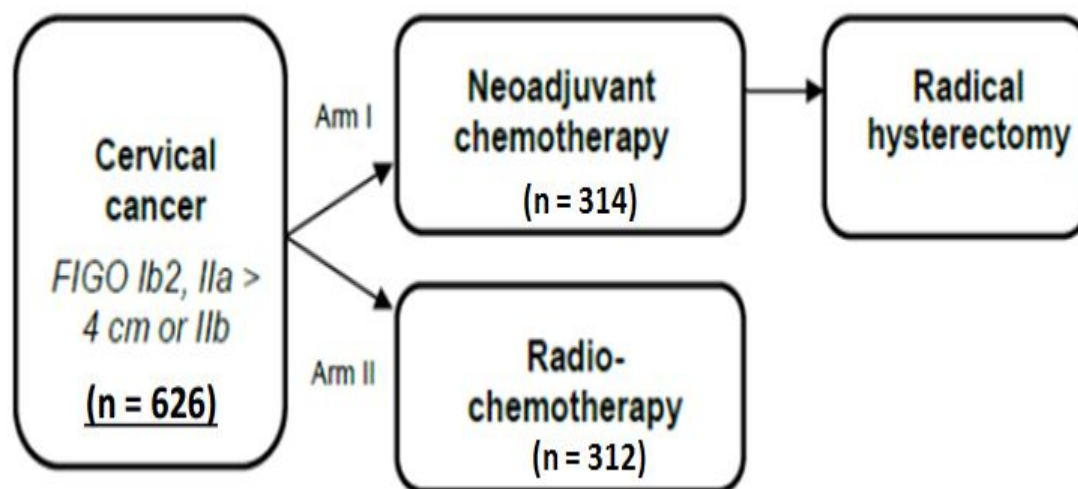 Cervical
cancer
FIGO Ib2, IIa >
4 cm or IIb
(n = 626)
Arm I
Neoadjuvant
chemotherapy
(n = 314)
Radical
hysterectomy
Arm II
Radio-
chemotherapy
(n = 312)